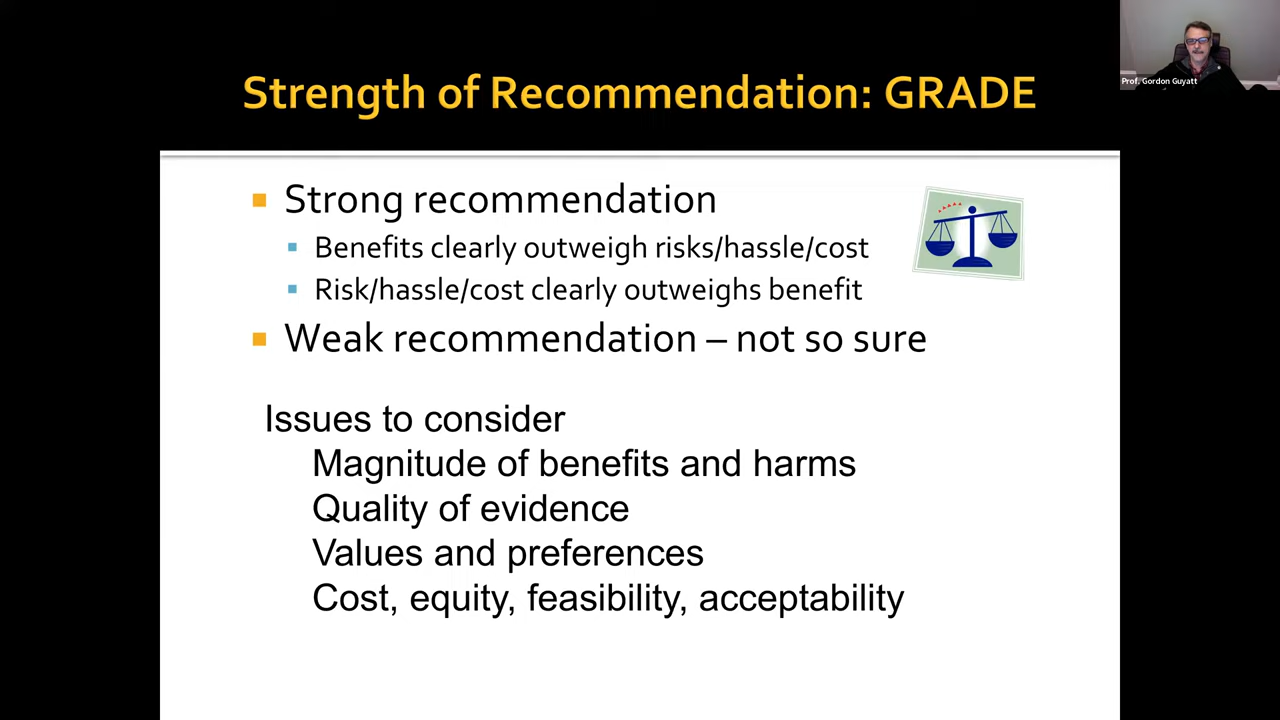 Prof. Gordon Guyatt
Strength of Recommendation: GRADE
Strong recommendation
Benefits clearly outweigh risks/hassle/cost
Risk/hassle/cost clearly outweighs benefit
Weak recommendation – not so sure
Issues to consider
Magnitude of benefits and harms
Quality of evidence
Values and preferences
Cost, equity, feasibility, acceptability